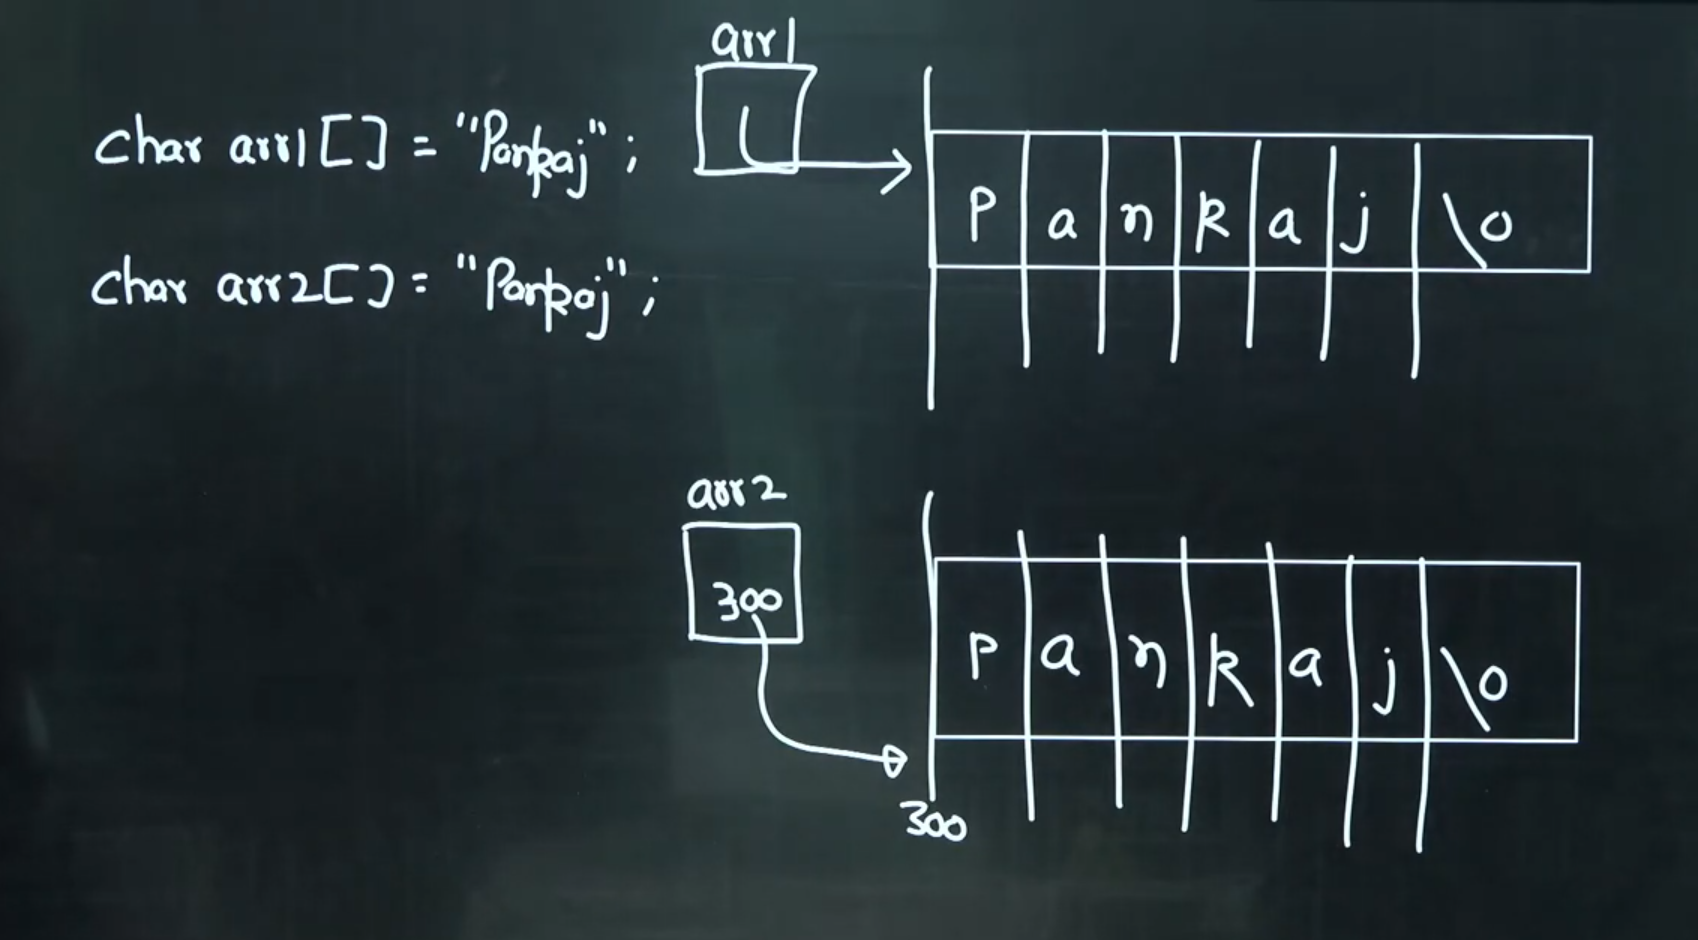 arr1
char arr1[] = "Pankaj";
P a n k a j \0
char arr2[] = "Pankaj";
arr2
300
P a n k a j \0
300